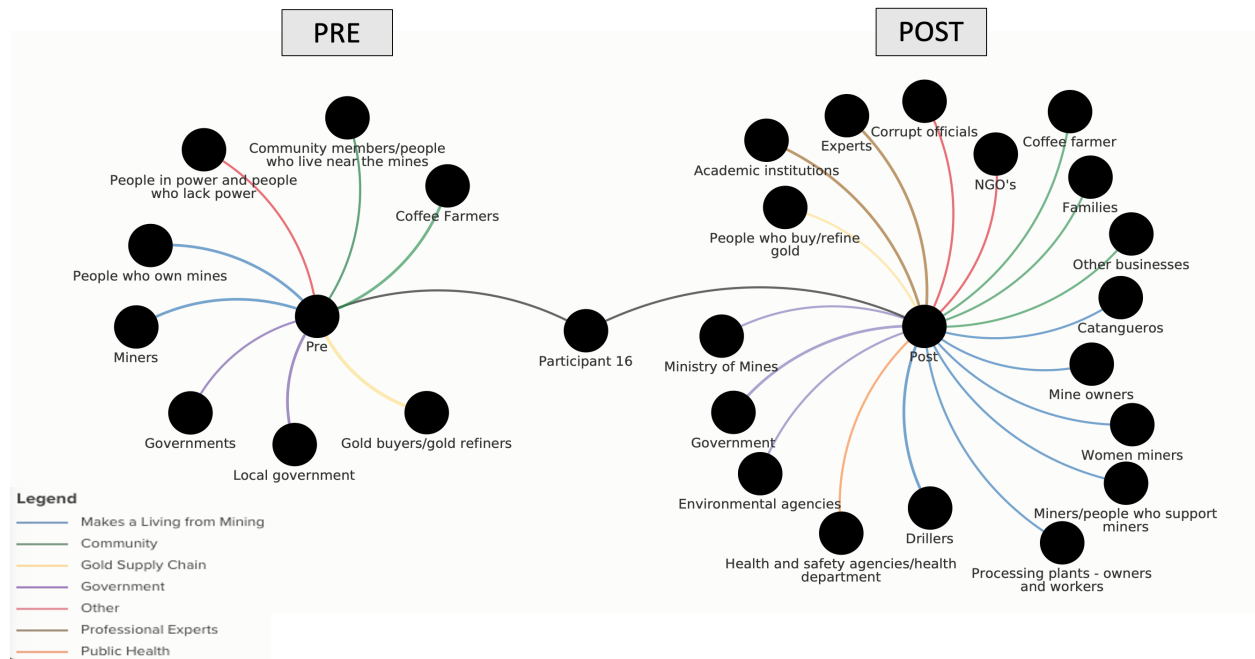 PRE
POST
Community members/people
who live near the mines
People in power and people
who lack power
Coffee Farmers
People who own mines
Miners
Pre
Governments
Local government
Gold buyers/gold refiners
Participant 16
Corrupt officials
Experts
Coffee farmer
Academic institutions
NGO's
Families
People who buy/refine
gold
Other businesses
Catangueros
Ministry of Mines
Post
Mine owners
Government
Women miners
Environmental agencies
Miners/people who support
miners
Drillers
Health and safety agencies/health
department
Processing plants - owners
and workers
Legend
Makes a Living from Mining
Community
Gold Supply Chain
Government
Other
Professional Experts
Public Health